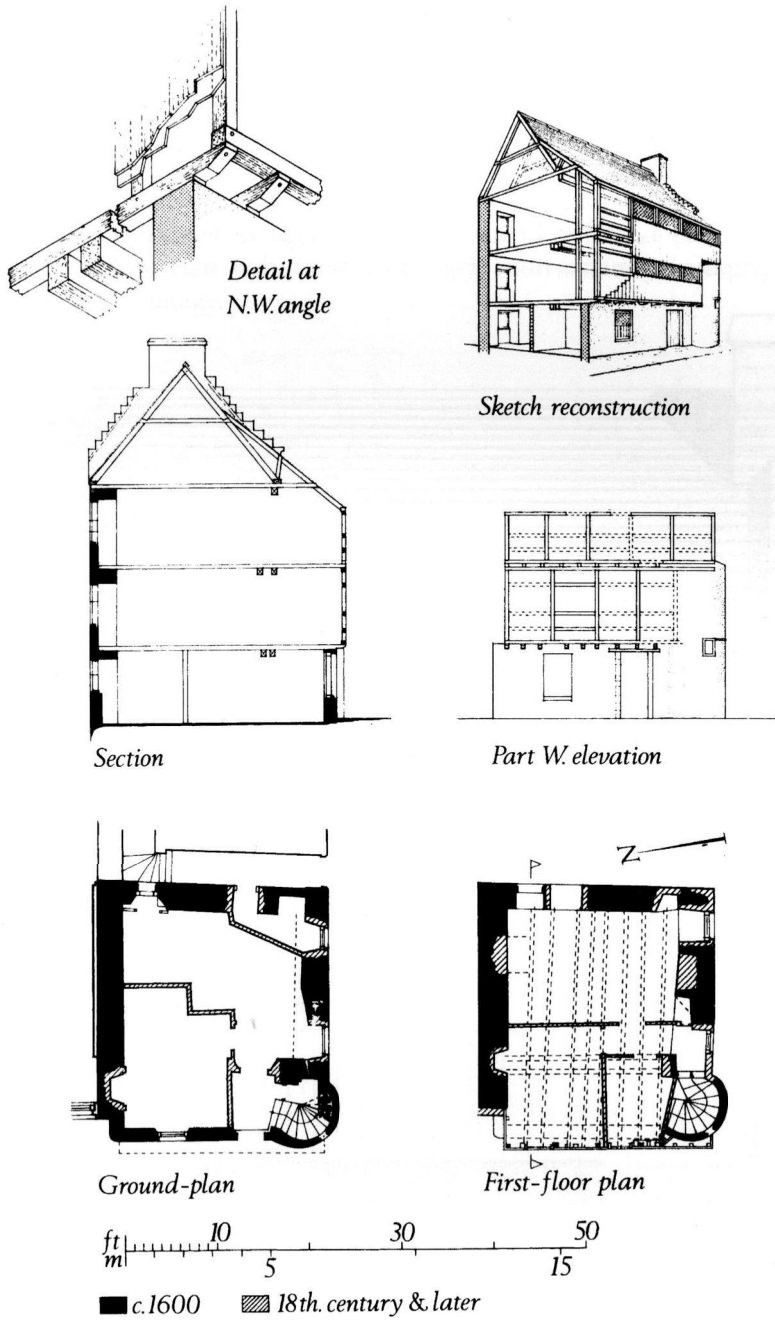 Detail at
N.W. angle
Sketch reconstruction
Section
Part W. elevation
N
Ground-plan
First-floor plan
ft 10 30 50
m 5 15
c.1600 18th. century & later